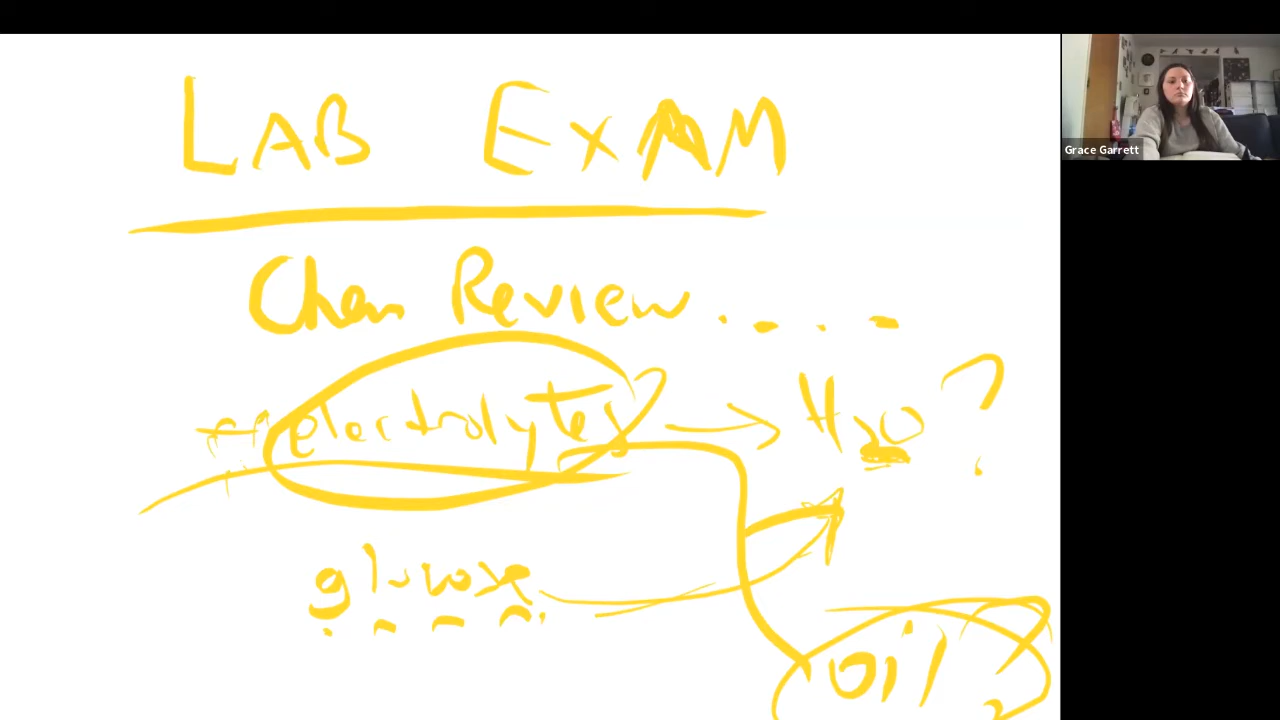 LAB EXAM
Grace Garrett
Chem Review . . . .
electrolytes → H2O ?
glucose
oil